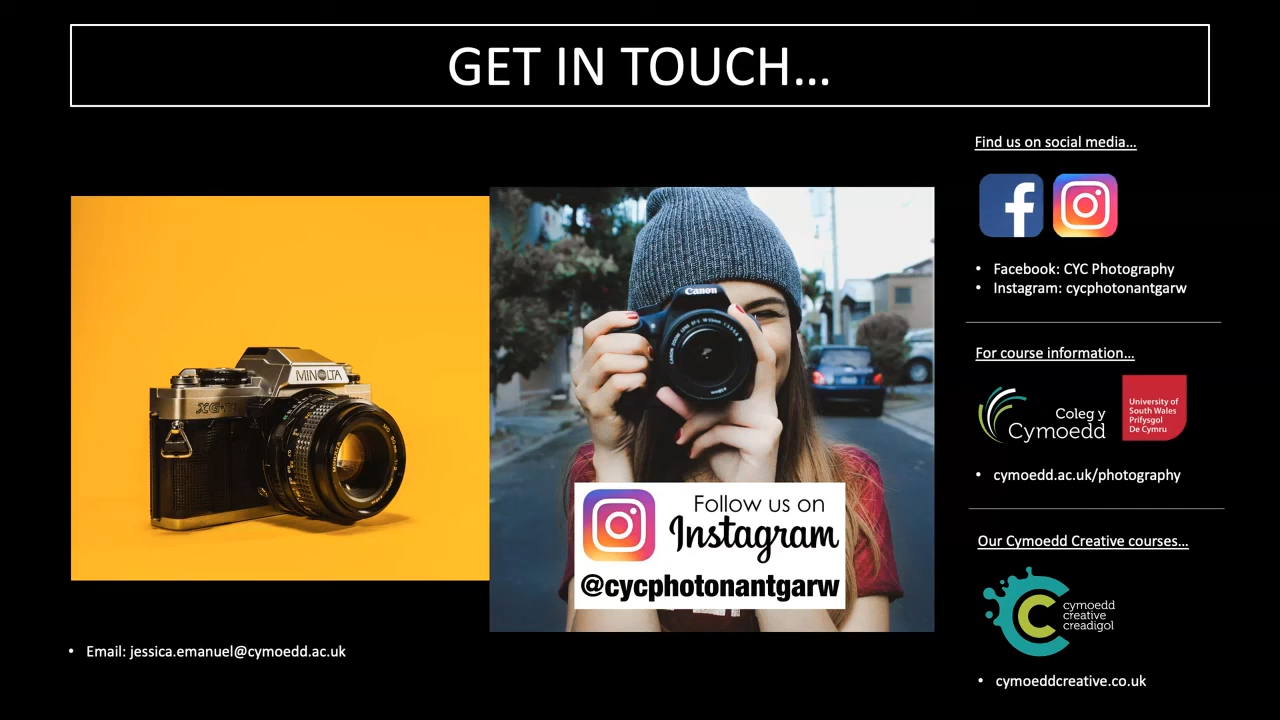 GET IN TOUCH…
Find us on social media…
• Facebook: CYC Photography
• Instagram: cycphotonantgarw
For course information…
Coleg y
Cymoedd
University of
South Wales
Prifysgol
De Cymru
• cymoedd.ac.uk/photography
Our Cymoedd Creative courses…
cymoedd
creative
creadigol
• cymoeddcreative.co.uk
MINOLTA
Canon
Follow us on
Instagram
@cycphotonantgarw
• Email: jessica.emanuel@cymoedd.ac.uk